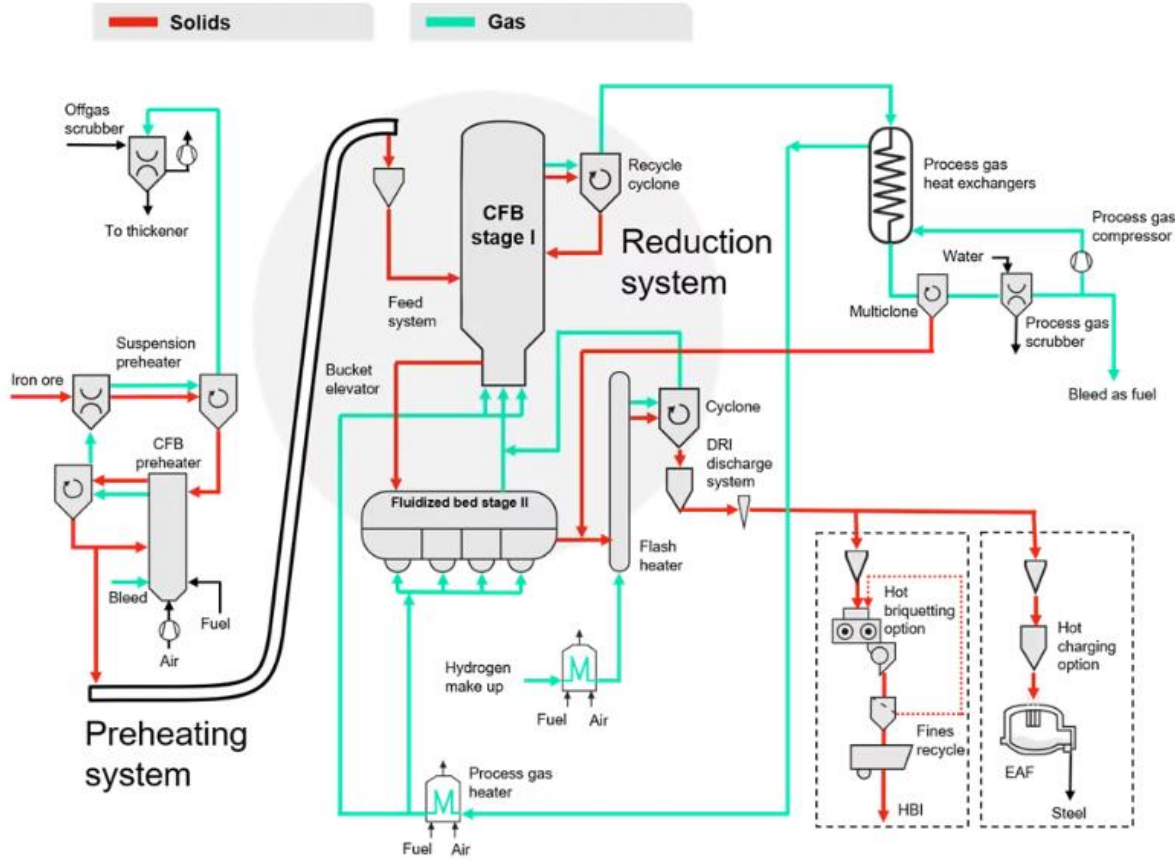 Solids
Gas
Offgas
scrubber
To thickener
Suspension
preheater
Iron ore
CFB
preheater
Bleed
Fuel
Air
Preheating
system
Bucket
elevator
Feed
system
CFB
stage I
Recycle
cyclone
Reduction
system
Process gas
heat exchangers
Process gas
compressor
Water
Multiclone
Process gas
scrubber
Bleed as fuel
Cyclone
DRI
discharge
system
Fluidized bed stage II
Flash
heater
Hydrogen
make up
Fuel
Air
Process gas
heater
Fuel
Air
Hot
briquetting
option
Fines
recycle
HBI
Hot
charging
option
EAF
Steel